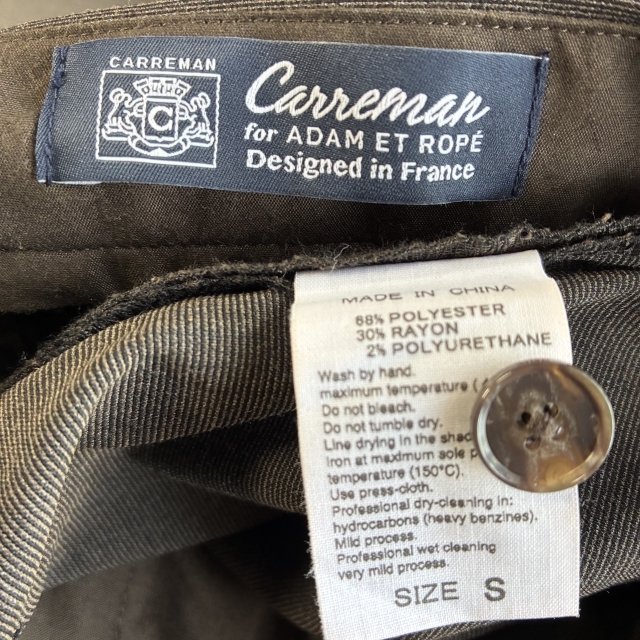 CARREMAN
C
Carreman
for ADAM ET ROPÉ
Designed in France
MADE IN CHINA
68% POLYESTER
30% RAYON
2% POLYURETHANE
Wash by hand.
maximum temperature (
Do not bleach.
Do not tumble dry.
Line drying in the
Iron at maximum sole
temperature (150°C).
Use press-cloth.
Professional dry-cleaning in:
hydrocarbons (heavy benzines).
Mild process.
Professional wet cleaning
very mild process.
SIZE S